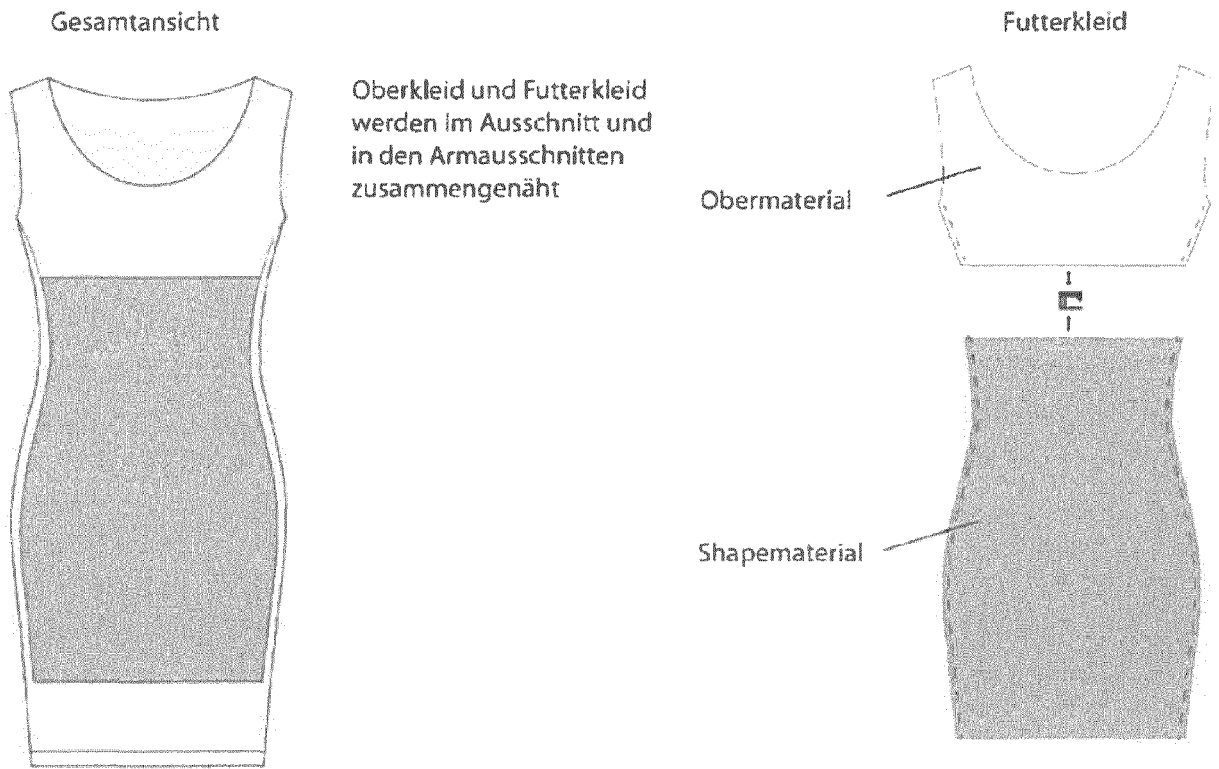 Gesamtansicht
Futterkleid
Oberkleid und Futterkleid
werden im Ausschnitt und
in den Armausschnitten
zusammengenäht
Obermaterial
Shapematerial